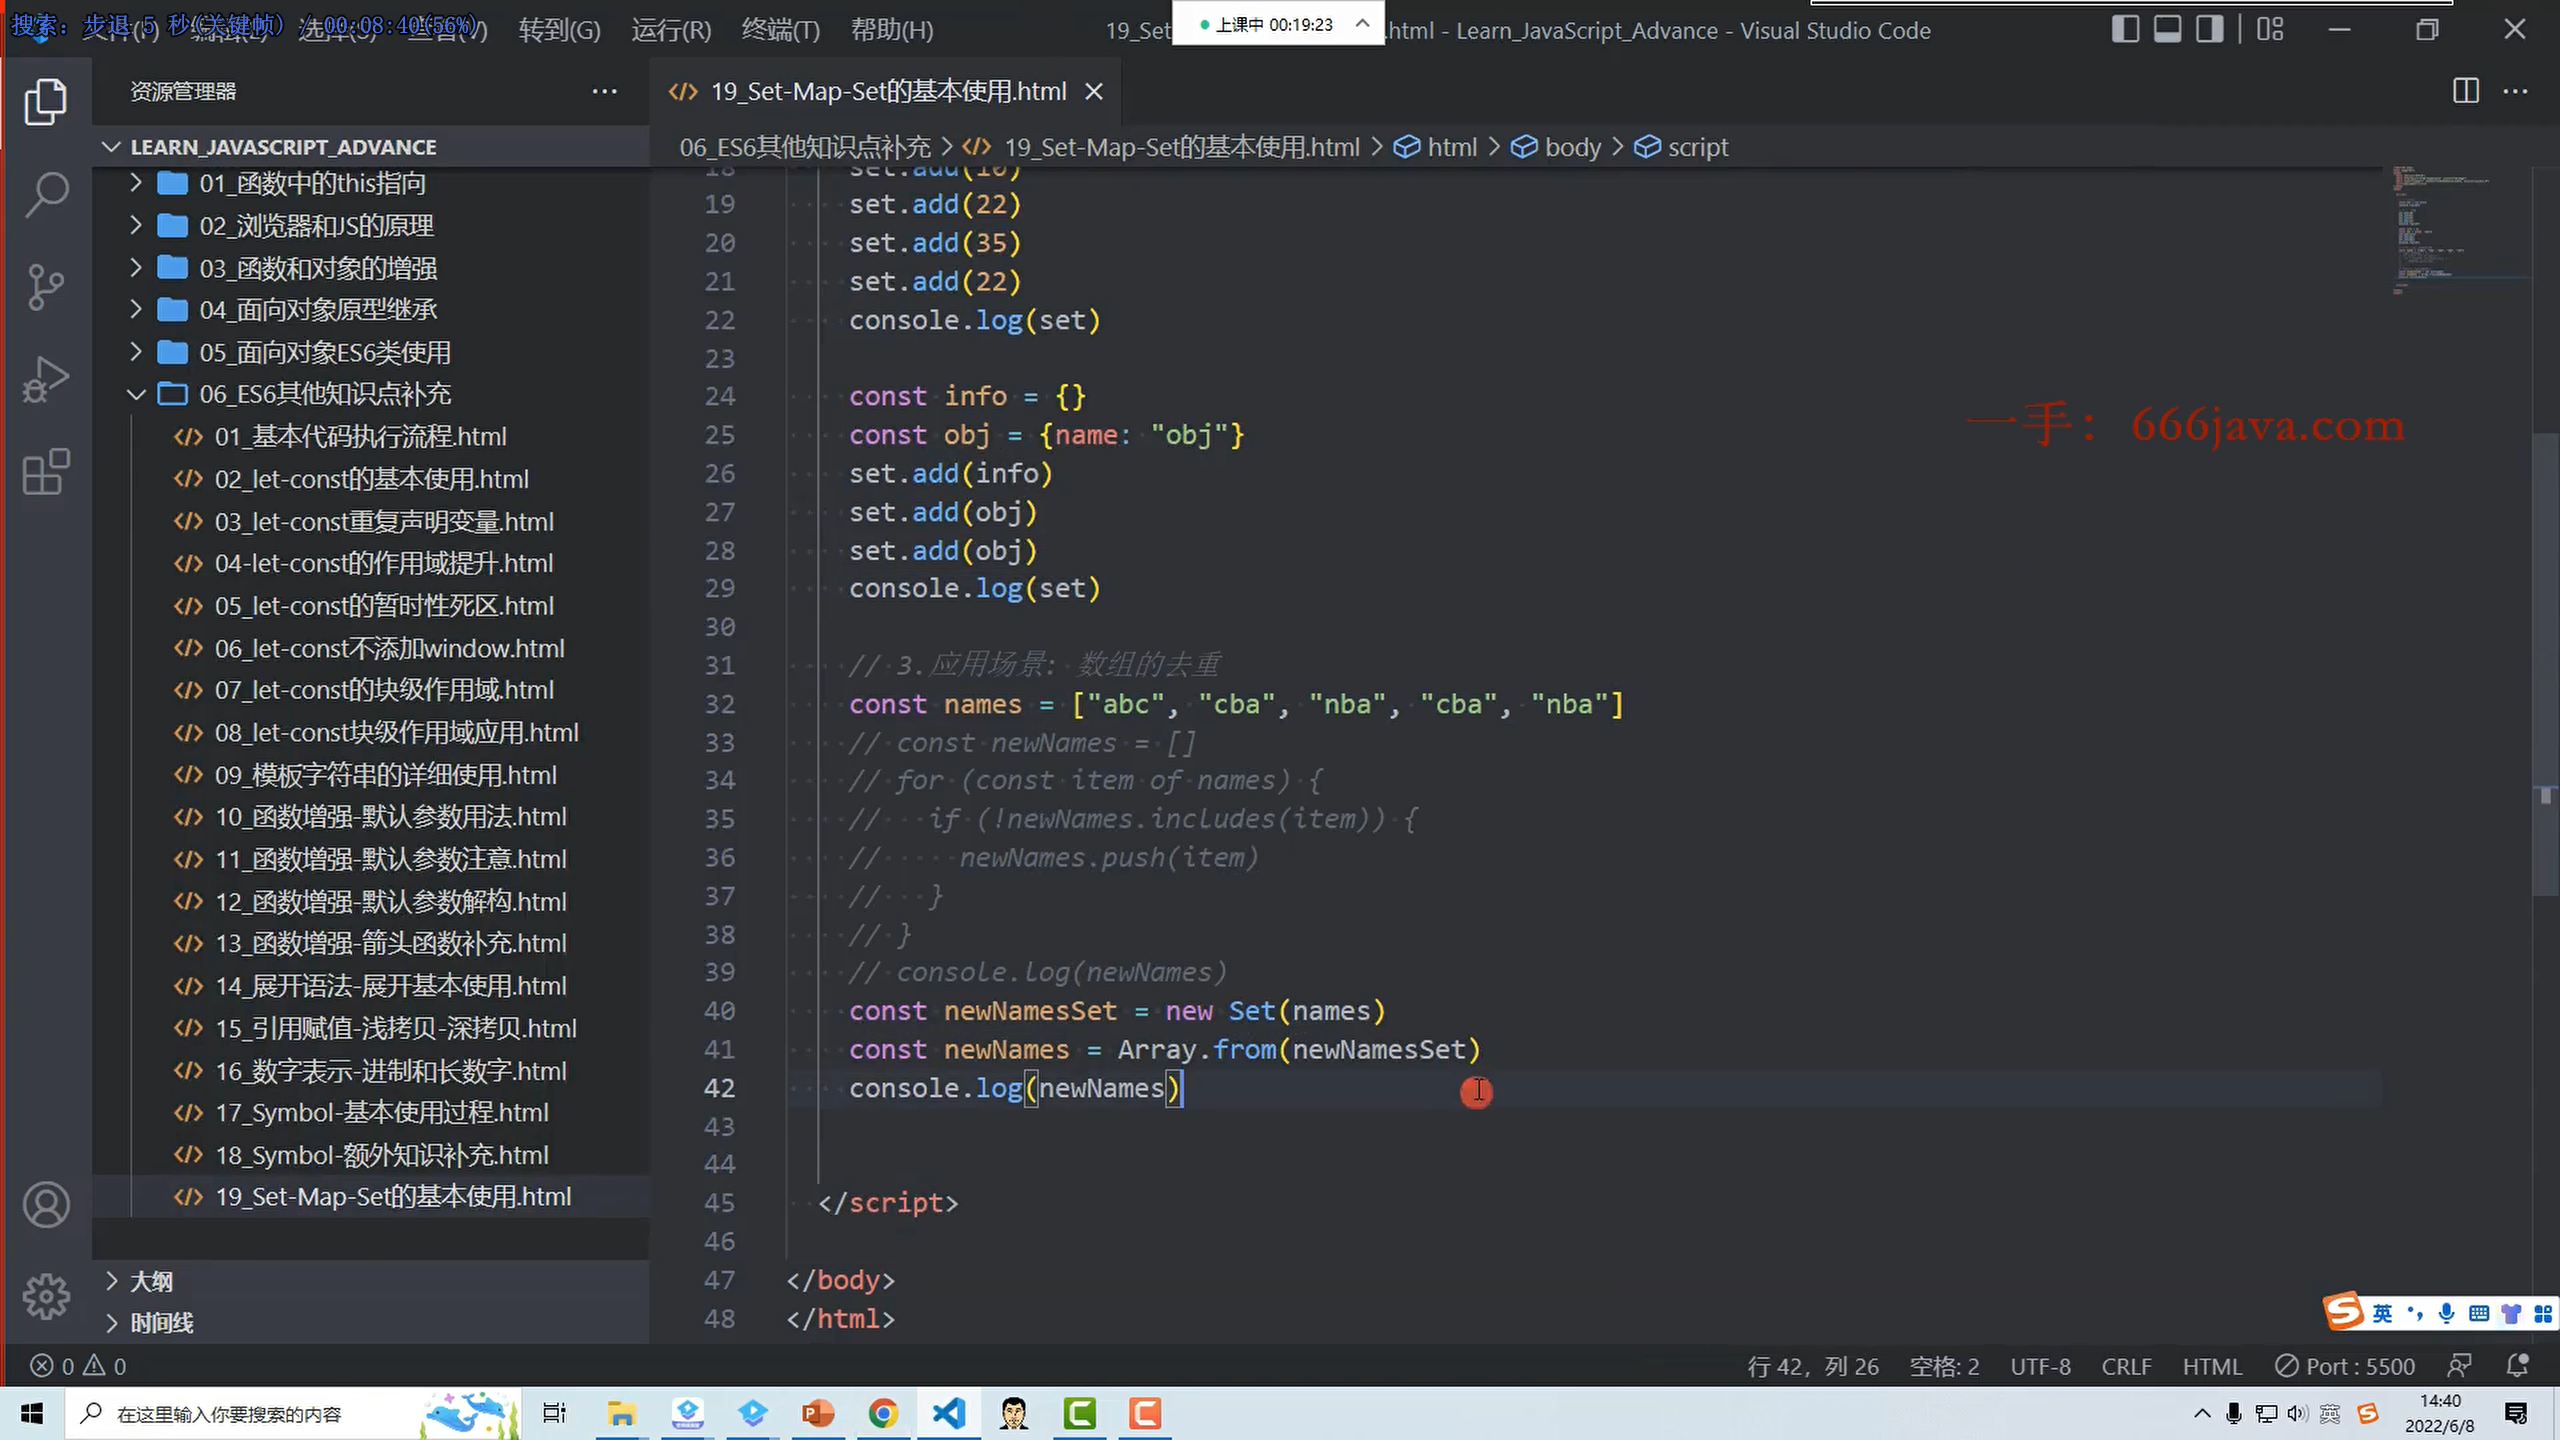 搜索: 步退 5 秒(关键帧) / 00:08:40(56%)
转到(G) 运行(R) 终端(T) 帮助(H)
19_Set
上课中 00:19:23
.html - Learn_JavaScript_Advance - Visual Studio Code
资源管理器
19_Set-Map-Set的基本使用.html
06_ES6其他知识点补充 > 19_Set-Map-Set的基本使用.html > html > body > script
LEARN_JAVASCRIPT_ADVANCE
01_函数中的this指向
02_浏览器和JS的原理
03_函数和对象的增强
04_面向对象原型继承
05_面向对象ES6类使用
06_ES6其他知识点补充
01_基本代码执行流程.html
02_let-const的基本使用.html
03_let-const重复声明变量.html
04-let-const的作用域提升.html
05_let-const的暂时性死区.html
06_let-const不添加window.html
07_let-const的块级作用域.html
08_let-const块级作用域应用.html
09_模板字符串的详细使用.html
10_函数增强-默认参数用法.html
11_函数增强-默认参数注意.html
12_函数增强-默认参数解构.html
13_函数增强-箭头函数补充.html
14_展开语法-展开基本使用.html
15_引用赋值-浅拷贝-深拷贝.html
16_数字表示-进制和长数字.html
17_Symbol-基本使用过程.html
18_Symbol-额外知识补充.html
19_Set-Map-Set的基本使用.html
大纲
时间线
18 set.add(10)
19 set.add(22)
20 set.add(35)
21 set.add(22)
22 console.log(set)
23
24 const info = {}
25 const obj = {name: "obj"}
26 set.add(info)
27 set.add(obj)
28 set.add(obj)
29 console.log(set)
30
31 // 3.应用场景: 数组的去重
32 const names = ["abc", "cba", "nba", "cba", "nba"]
33 // const newNames = []
34 // for (const item of names) {
35 //   if (!newNames.includes(item)) {
36 //     newNames.push(item)
37 //   }
38 // }
39 // console.log(newNames)
40 const newNamesSet = new Set(names)
41 const newNames = Array.from(newNamesSet)
42 console.log(newNames)
43
44
45 </script>
46
47 </body>
48 </html>
一手: 666java.com
英
0 0
行 42, 列 26 空格: 2 UTF-8 CRLF HTML Port : 5500
在这里输入你要搜索的内容
英
14:40
2022/6/8